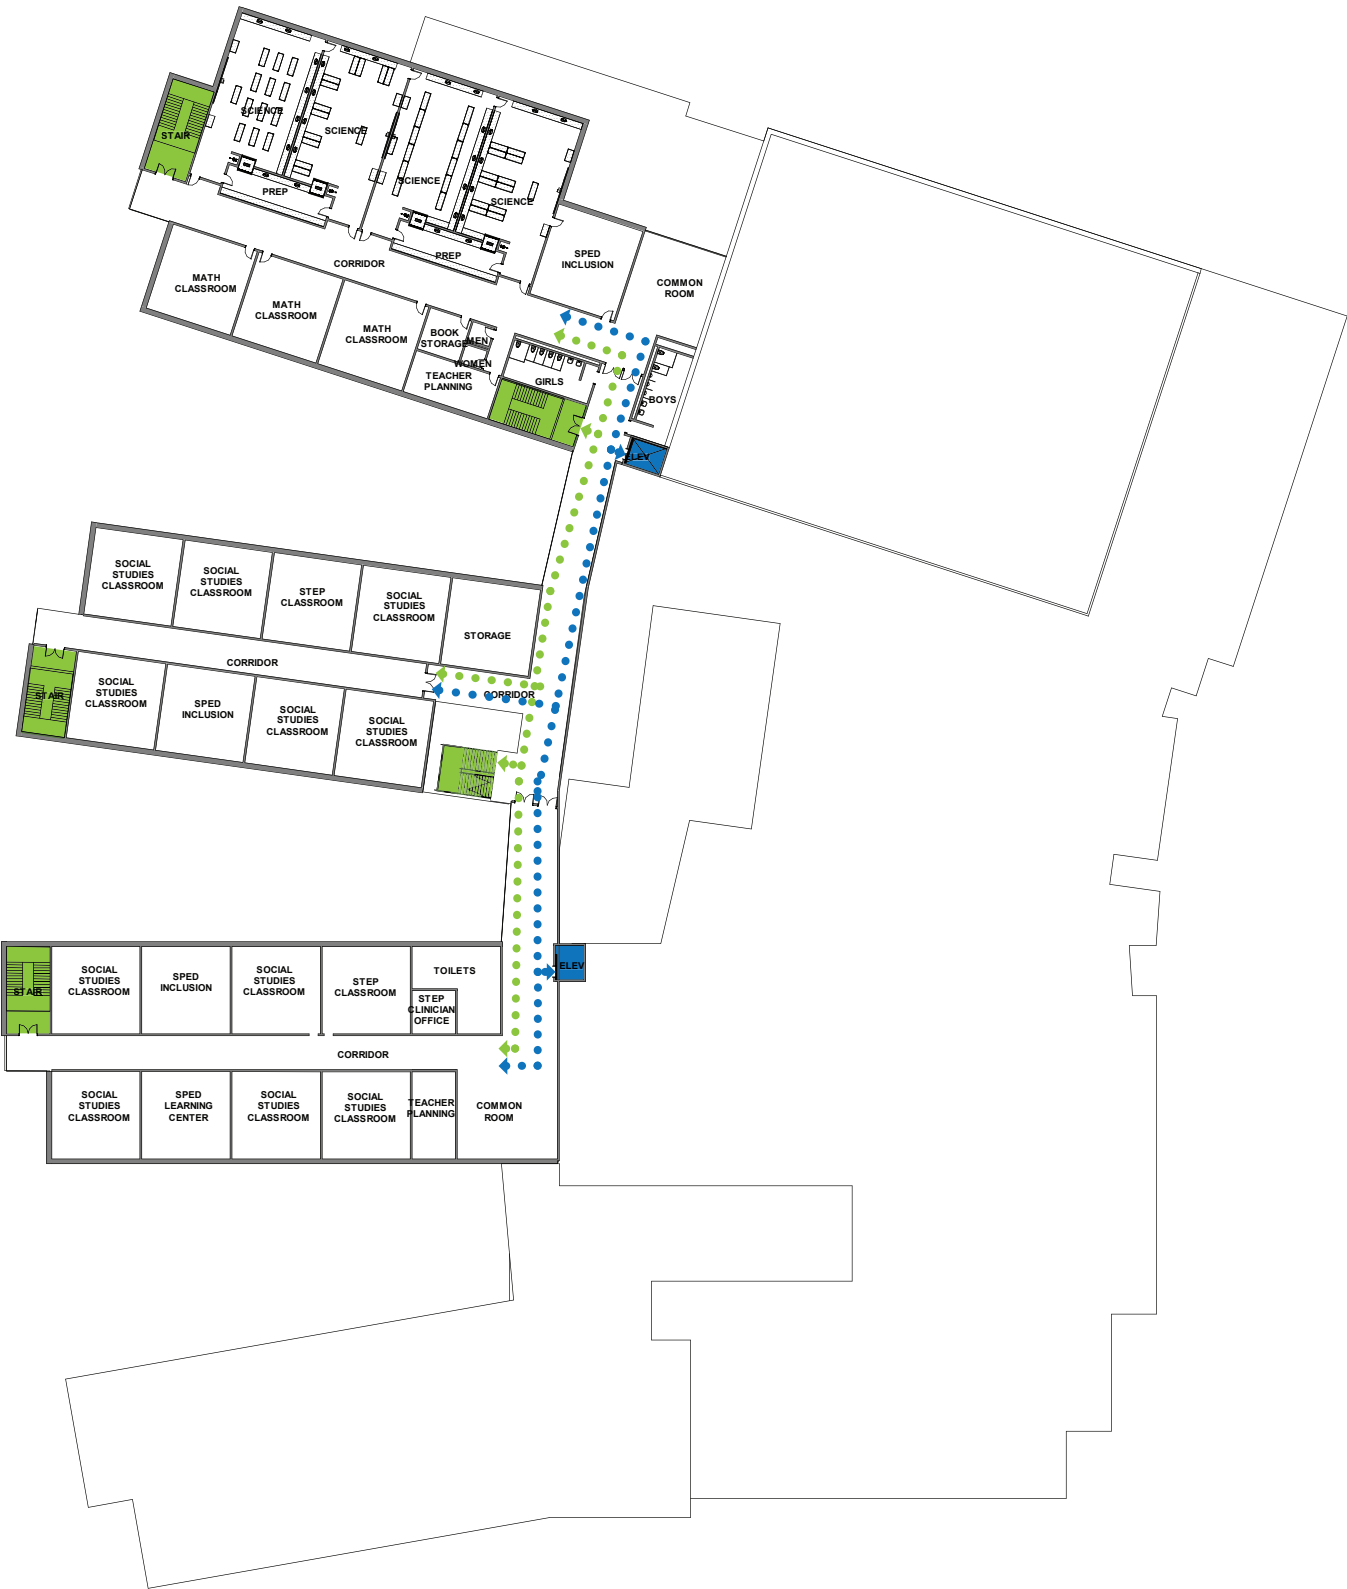 SCIENCE
STAIR
SCIENCE
SCIENCE
PREP
SCIENCE
PREP
CORRIDOR
SPED
INCLUSION
COMMON
ROOM
MATH
CLASSROOM
MATH
CLASSROOM
MATH
CLASSROOM
BOOK
STORAGE
MEN
WOMEN
TEACHER
PLANNING
GIRLS
BOYS
ELEV
SOCIAL
STUDIES
CLASSROOM
SOCIAL
STUDIES
CLASSROOM
STEP
CLASSROOM
SOCIAL
STUDIES
CLASSROOM
STORAGE
CORRIDOR
CORRIDOR
STAIR
SOCIAL
STUDIES
CLASSROOM
SPED
INCLUSION
SOCIAL
STUDIES
CLASSROOM
SOCIAL
STUDIES
CLASSROOM
STAIR
SOCIAL
STUDIES
CLASSROOM
SPED
INCLUSION
SOCIAL
STUDIES
CLASSROOM
STEP
CLASSROOM
TOILETS
STEP
CLINICIAN
OFFICE
ELEV
CORRIDOR
SOCIAL
STUDIES
CLASSROOM
SPED
LEARNING
CENTER
SOCIAL
STUDIES
CLASSROOM
SOCIAL
STUDIES
CLASSROOM
TEACHER
PLANNING
COMMON
ROOM